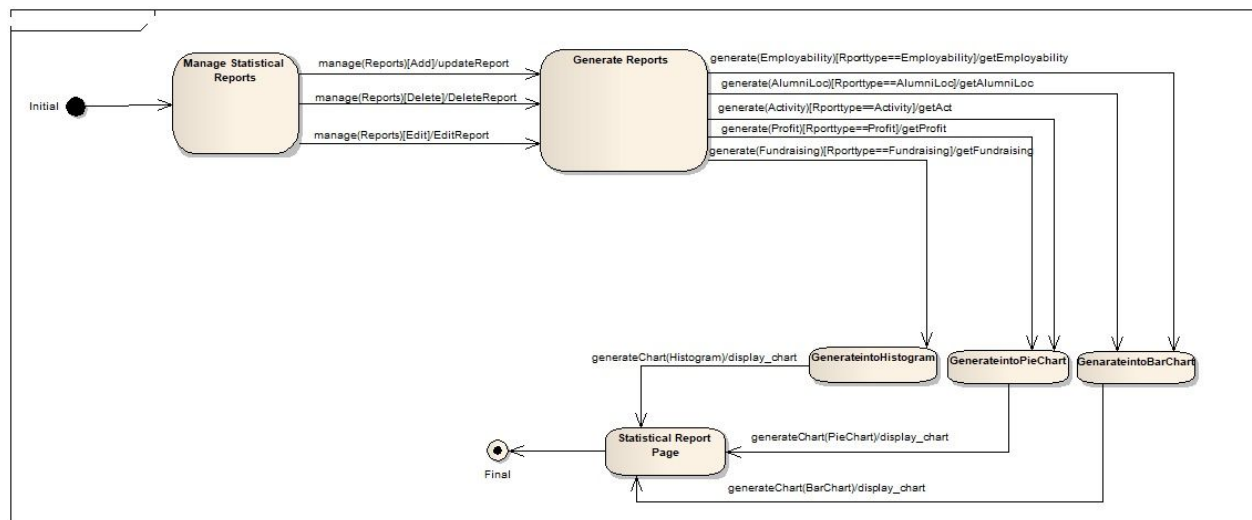 Manage Statistical
Reports
Generate Reports
Initial
manage(Reports)[Add]/updateReport
manage(Reports)[Delete]/DeleteReport
manage(Reports)[Edit]/EditReport
generate(Employability)[Rporttype==Employability]/getEmployability
generate(AlumniLoc)[Rporttype==AlumniLoc]/getAlumniLoc
generate(Activity)[Rporttype==Activity]/getAct
generate(Profit)[Rporttype==Profit]/getProfit
generate(Fundraising)[Rporttype==Fundraising]/getFundraising
GenerateintoHistogram
GenerateintoPieChart
GenarateintoBarChart
generateChart(Histogram)/display_chart
Statistical Report
Page
generateChart(PieChart)/display_chart
Final
generateChart(BarChart)/display_chart